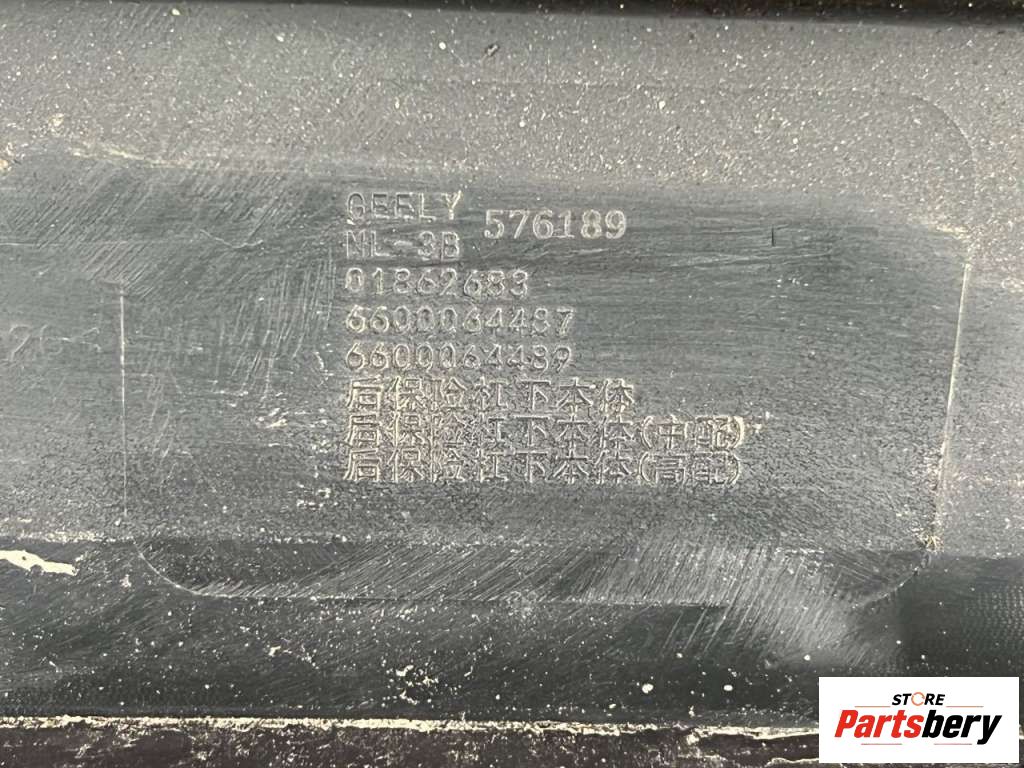 GEELY 576189
NL-3B
01862683
6600064487
6600064489
后保险杠下本体
后保险杠下本体(中配)
后保险杠下本体(高配)
STORE
Partsbery